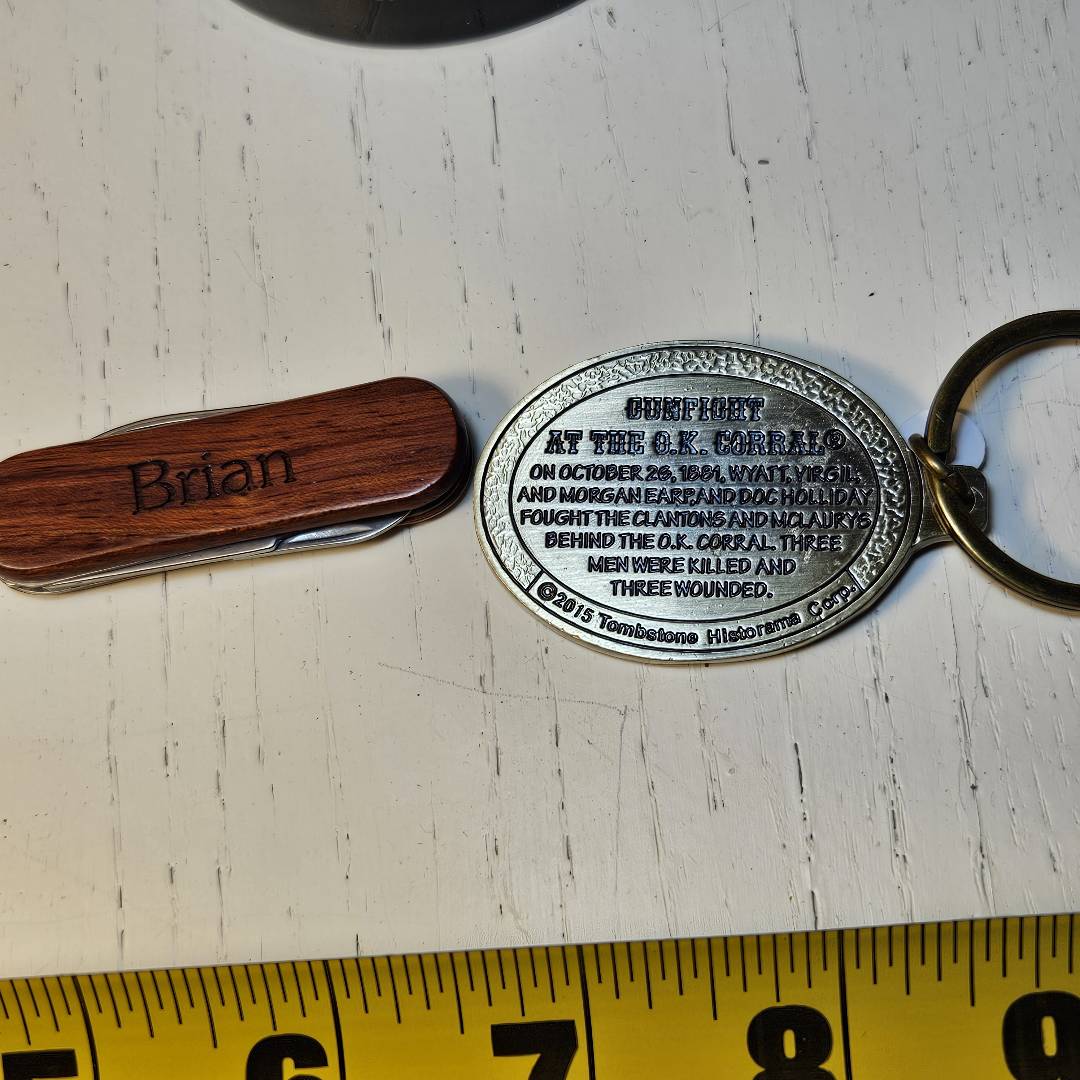 Brian
GUNFIGHT
AT THE O.K. CORRAL®
ON OCTOBER 26, 1881, WYATT, VIRGIL,
AND MORGAN EARP, AND DOC HOLLIDAY
FOUGHT THE CLANTONS AND MCLAURYS
BEHIND THE O.K. CORRAL. THREE
MEN WERE KILLED AND
THREE WOUNDED.
©2015 Tombstone Historama Corp.
5 6 7 8 9